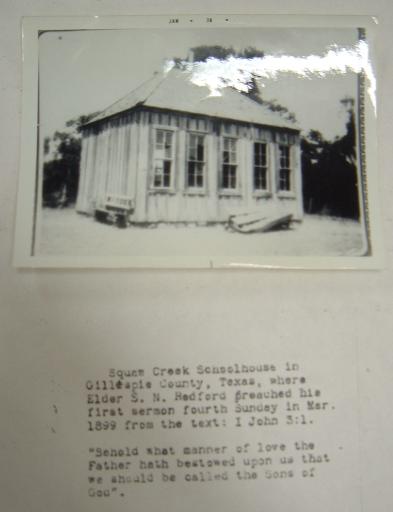 JAN • 78 •
Squaw Creek Schoolhouse in
Gillespie County, Texas, where
Elder S. N. Redford preached his
first sermon fourth Sunday in Mar.
1899 from the text: I John 3:1.
"Behold what manner of love the
Father hath bestowed upon us that
we should be called the Sons of
God".